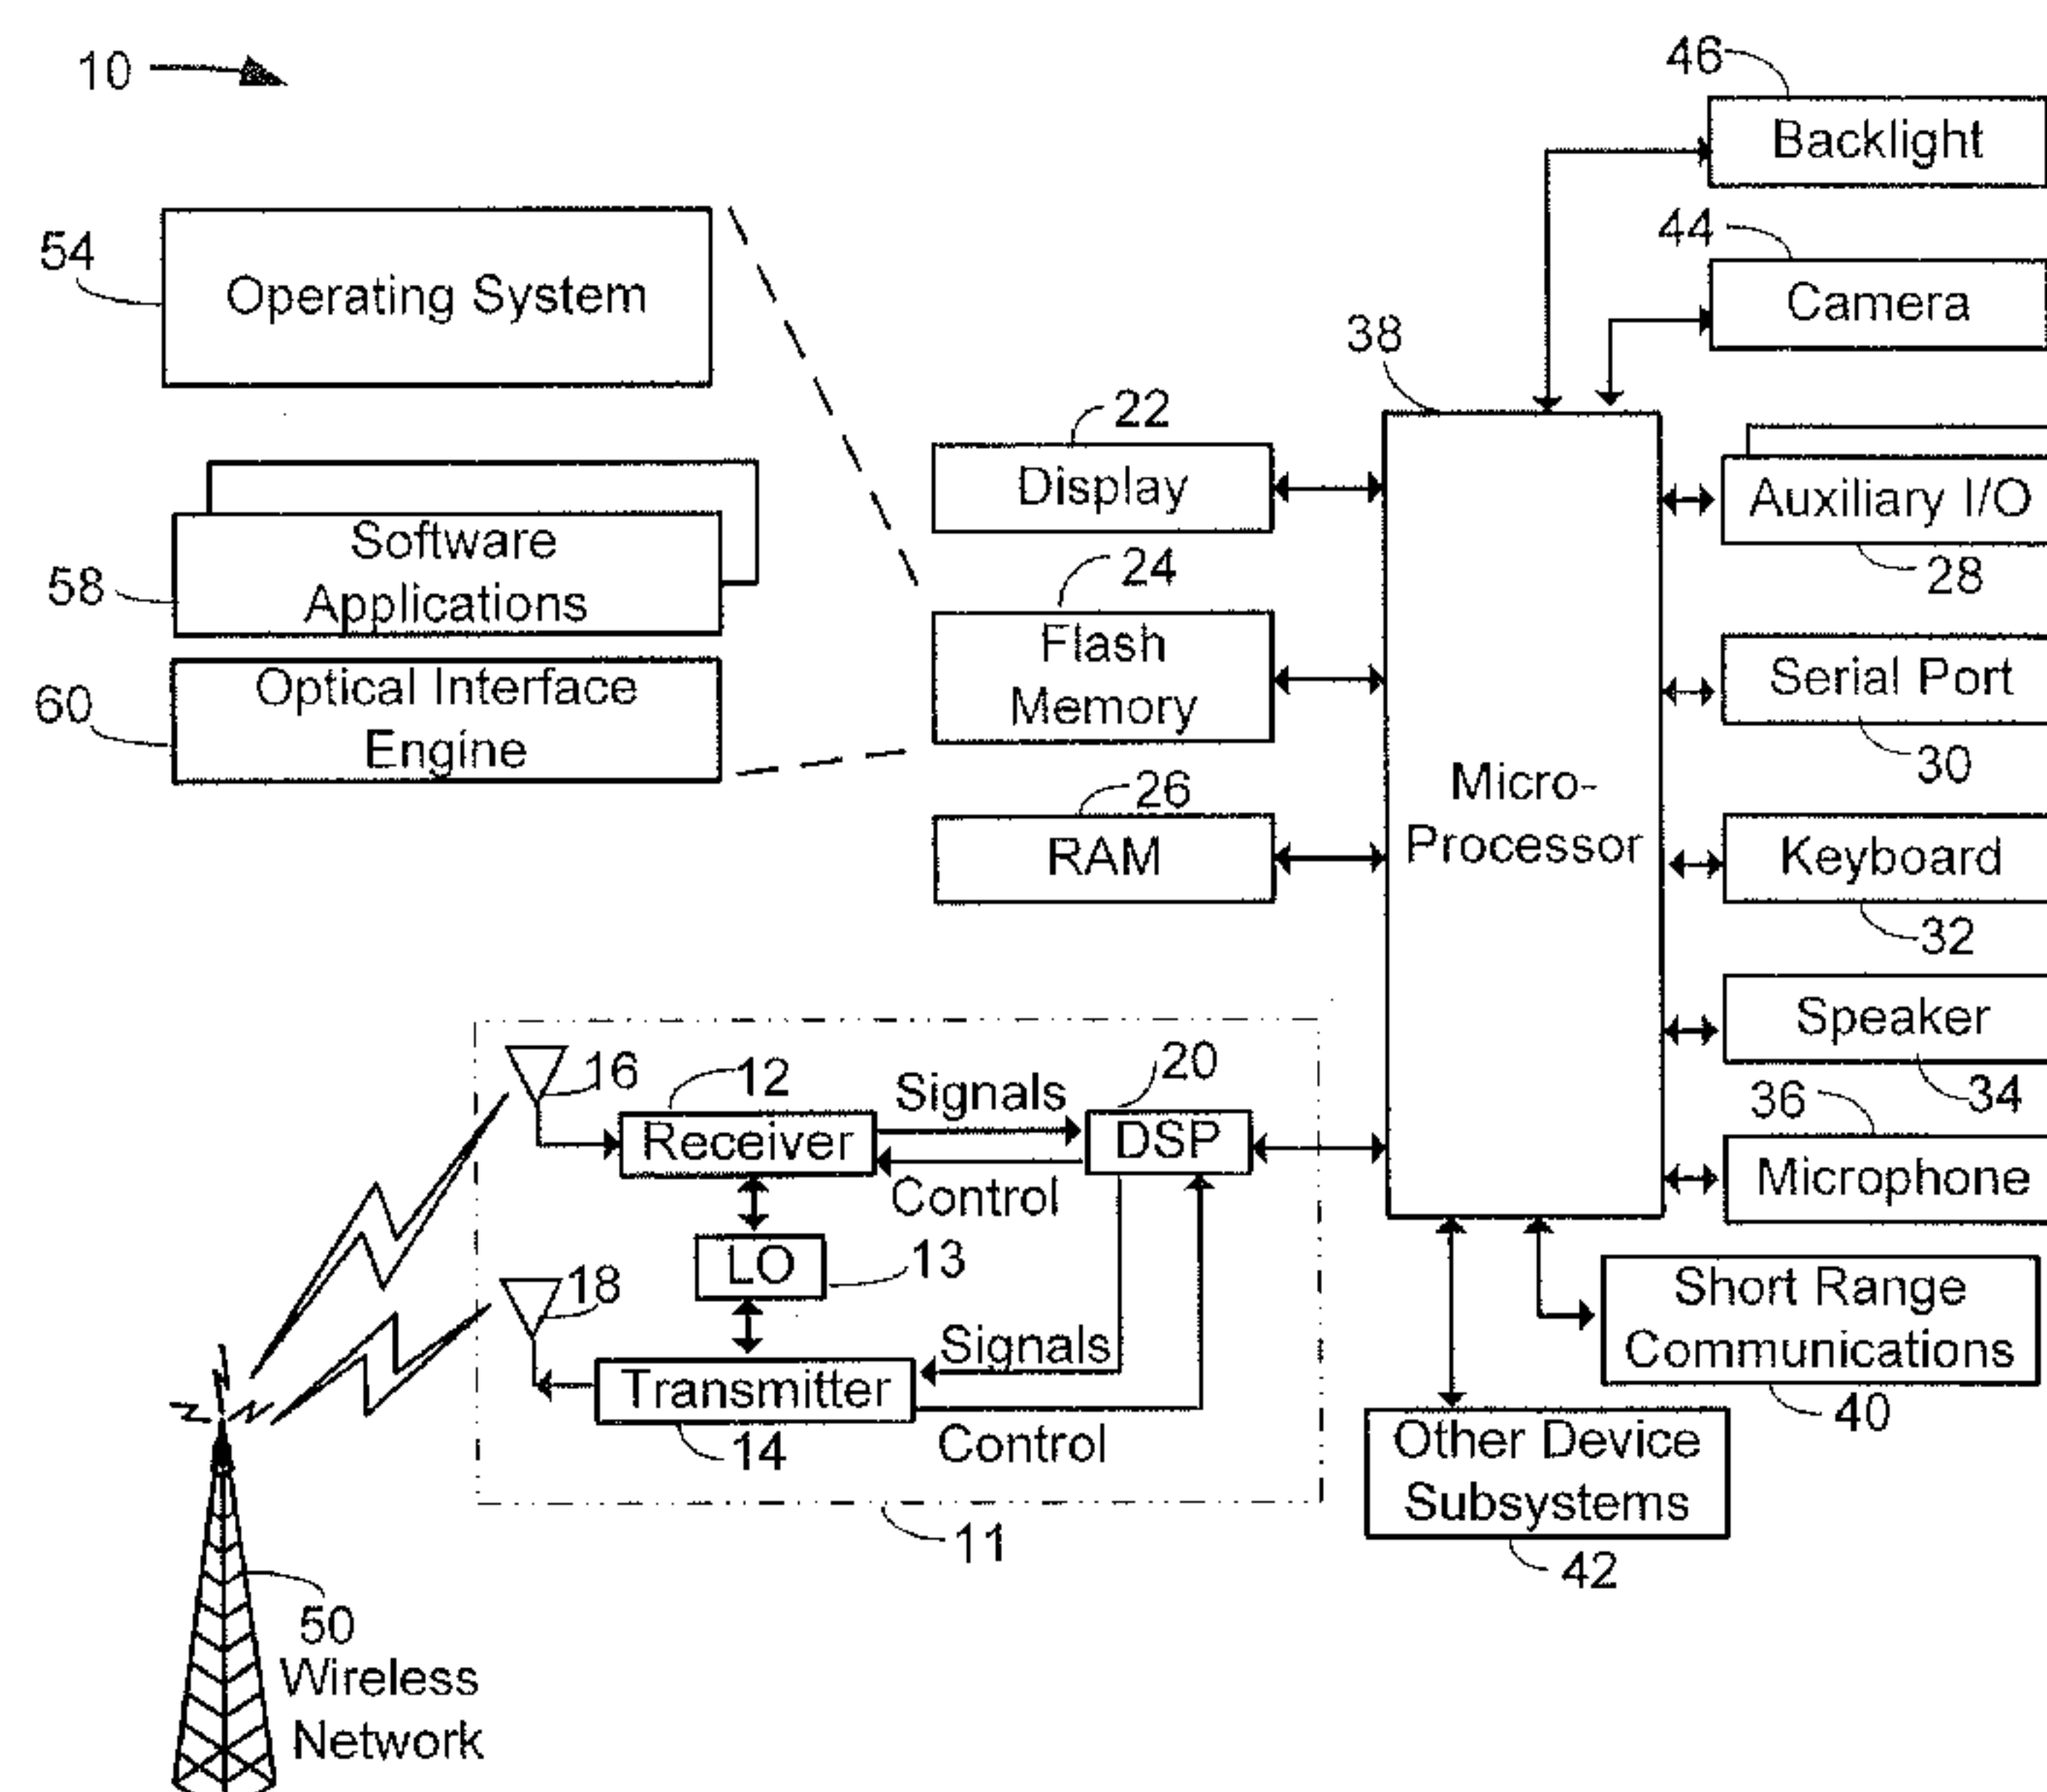 10
46
Backlight
44
Camera
54
Operating System
38
22
Display
Auxiliary I/O
28
58
Software
Applications
24
Flash
Memory
Serial Port
30
60
Optical Interface
Engine
26
RAM
Micro-
Processor
Keyboard
32
Speaker
34
16
12
Receiver
Signals
20
DSP
Control
36
Microphone
LO
13
18
Signals
Transmitter
14
Control
Short Range
Communications
40
Other Device
Subsystems
42
11
50
Wireless
Network